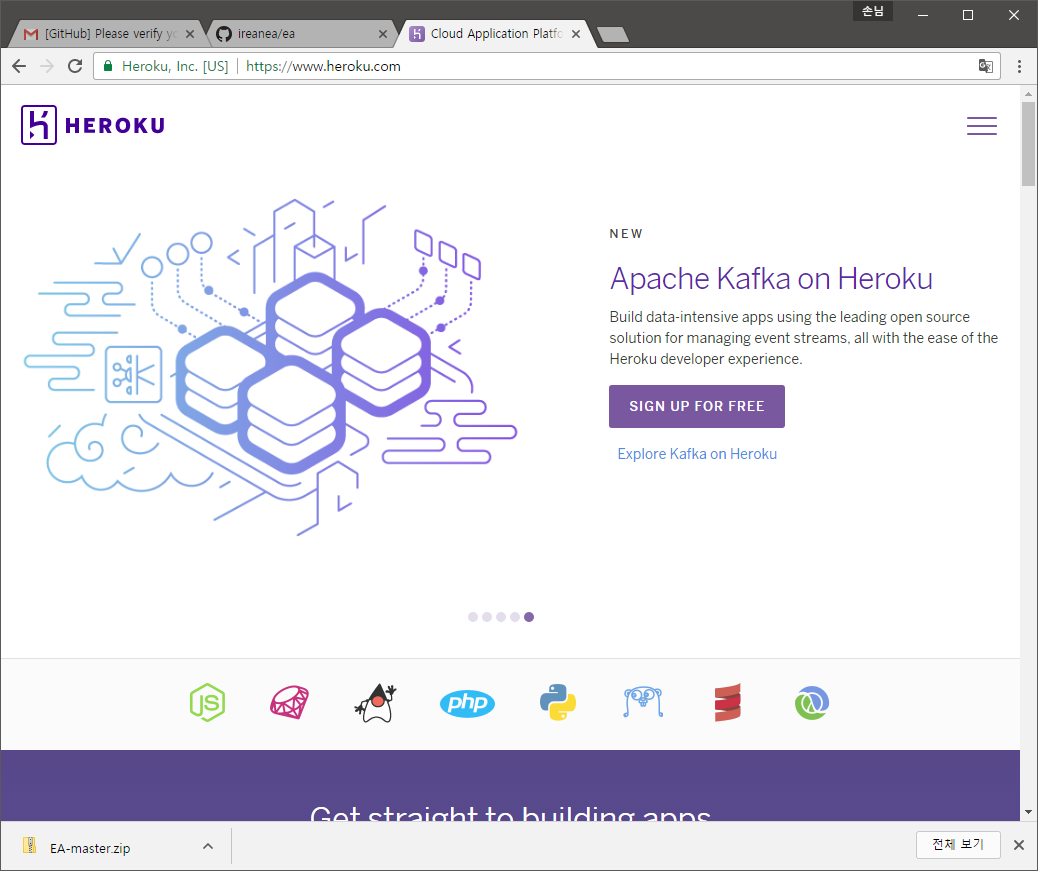 손님
[GitHub] Please verify yo
ireanea/ea
Cloud Application Platfo
Heroku, Inc. [US]
https://www.heroku.com
HEROKU
NEW
Apache Kafka on Heroku
Build data-intensive apps using the leading open source
solution for managing event streams, all with the ease of the
Heroku developer experience.
SIGN UP FOR FREE
Explore Kafka on Heroku
JS
php
Get straight to building apps
EA-master.zip
전체 보기